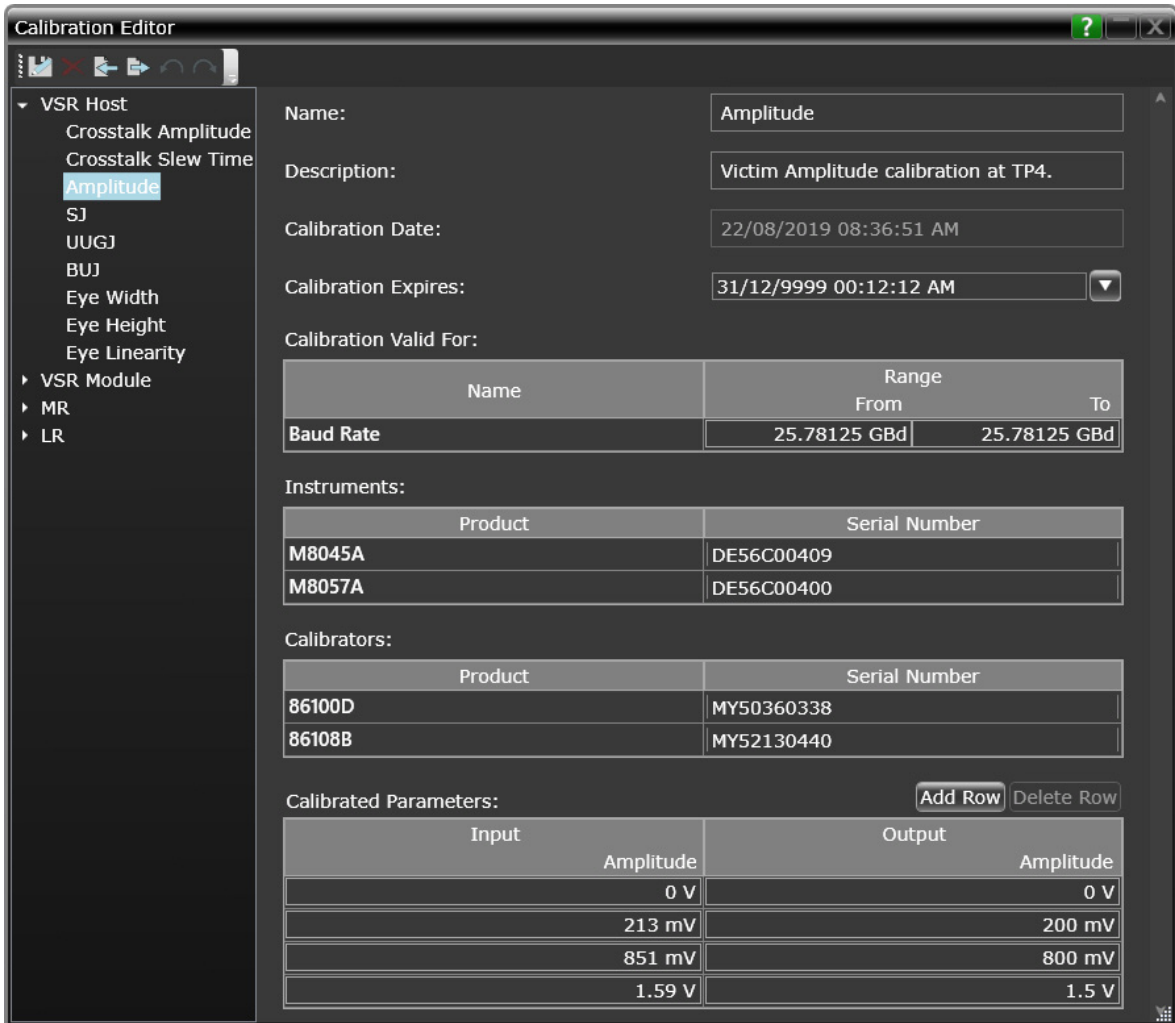 Calibration Editor
?
VSR Host
Crosstalk Amplitude
Crosstalk Slew Time
Amplitude
SJ
UUGJ
BUJ
Eye Width
Eye Height
Eye Linearity
VSR Module
MR
LR
Name: Amplitude
Description: Victim Amplitude calibration at TP4.
Calibration Date: 22/08/2019 08:36:51 AM
Calibration Expires: 31/12/9999 00:12:12 AM
Calibration Valid For:
Name Range
From To
Baud Rate 25.78125 GBd 25.78125 GBd
Instruments:
Product Serial Number
M8045A DE56C00409
M8057A DE56C00400
Calibrators:
Product Serial Number
86100D MY50360338
86108B MY52130440
Calibrated Parameters: Add Row Delete Row
Input Output
Amplitude Amplitude
0 V 0 V
213 mV 200 mV
851 mV 800 mV
1.59 V 1.5 V